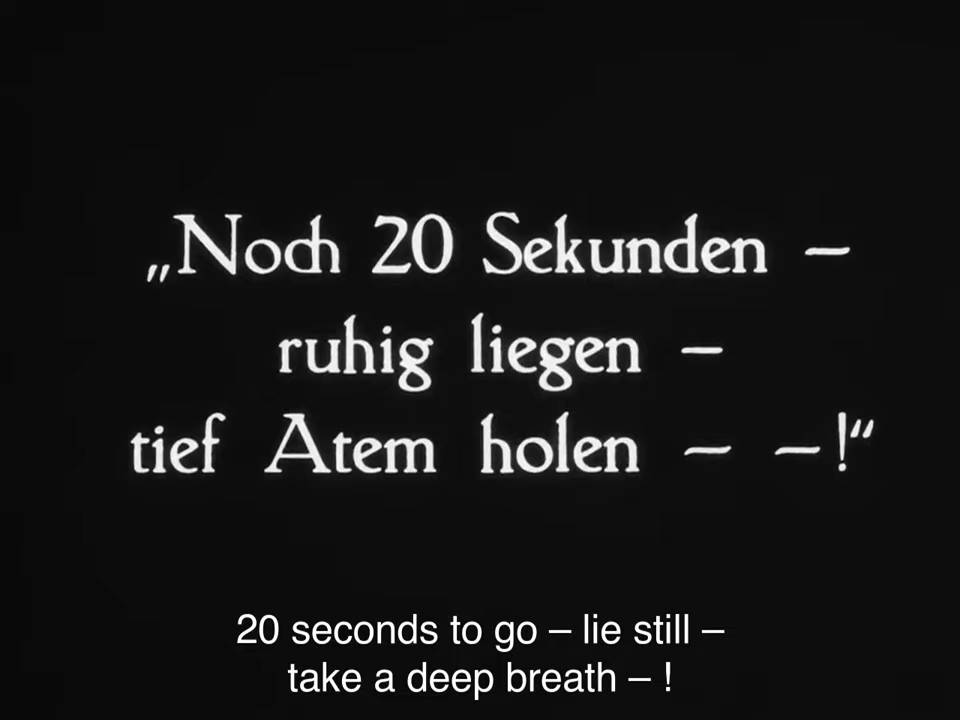 „Noch 20 Sekunden –
ruhig liegen –
tief Atem holen – –!“
20 seconds to go – lie still –
take a deep breath – !